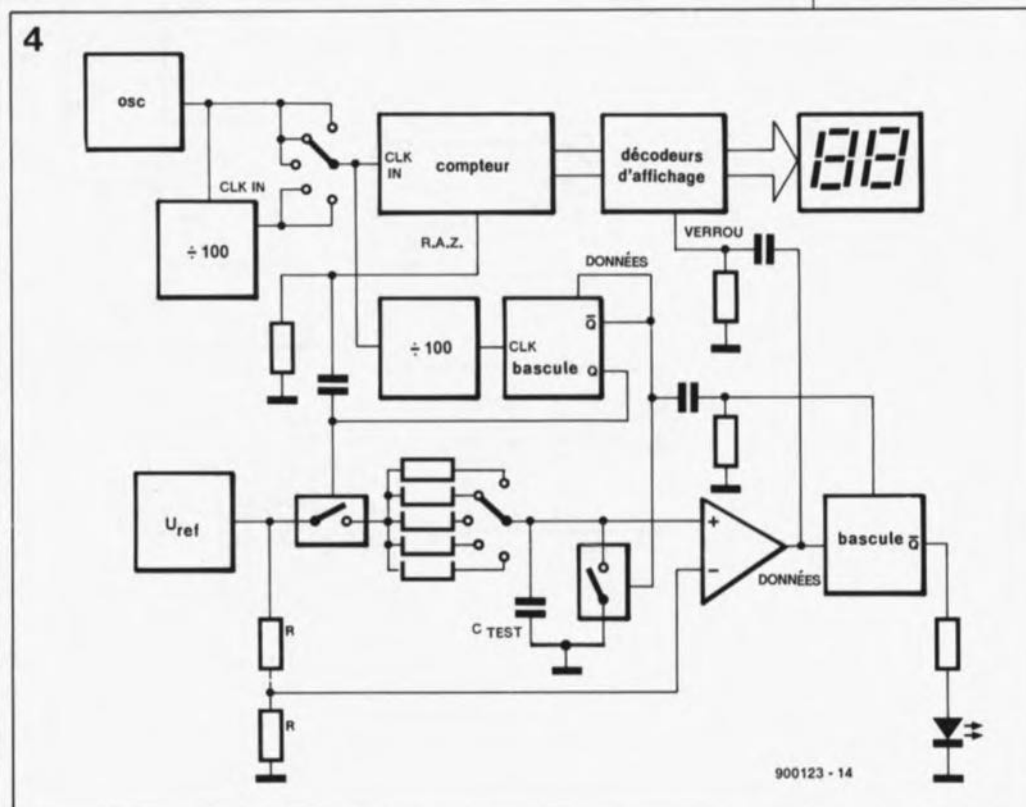 4
osc
CLK IN
÷ 100
CLK
IN
compteur
R.A.Z.
décodeurs
d'affichage
88
VERROU
DONNÉES
÷ 100
CLK
bascule
Q̅
Q
Uref
R
R
C TEST
+
−
DONNÉES
bascule
Q̅
900123 - 14